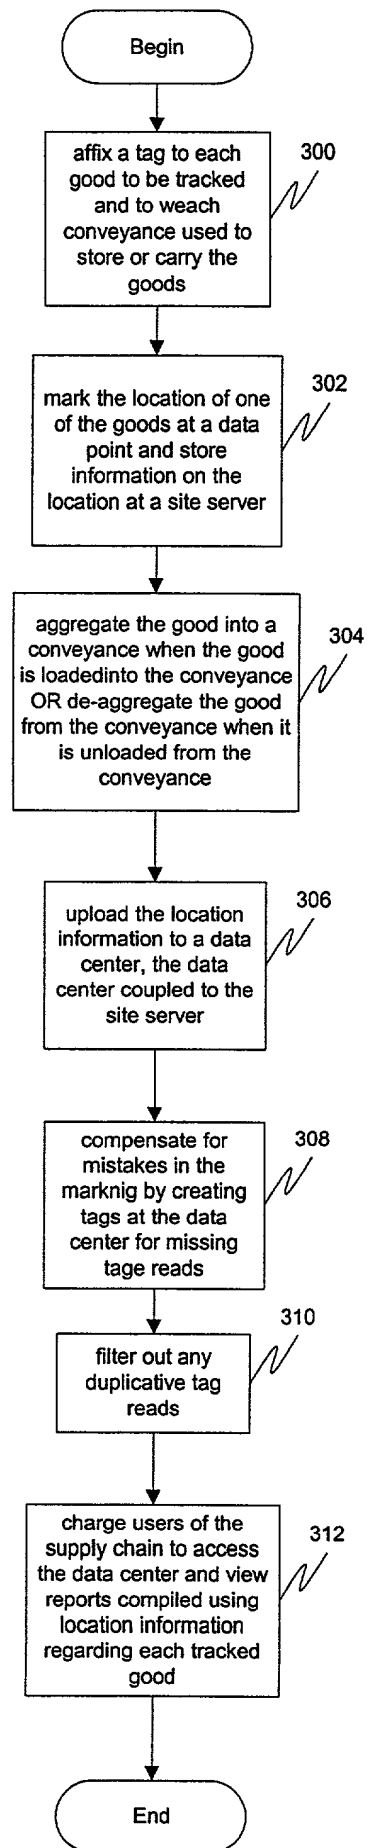 Begin
affix a tag to each
good to be tracked
and to weach
conveyance used to
store or carry the
goods
300
mark the location of one
of the goods at a data
point and store
information on the
location at a site server
302
aggregate the good into a
conveyance when the good
is loadedinto the conveyance
OR de-aggregate the good
from the conveyance when it
is unloaded from the
conveyance
304
upload the location
information to a data
center, the data
center coupled to the
site server
306
compensate for
mistakes in the
marknig by creating
tags at the data
center for missing
tage reads
308
filter out any
duplicative tag
reads
310
charge users of the
supply chain to access
the data center and view
reports compiled using
location information
regarding each tracked
good
312
End